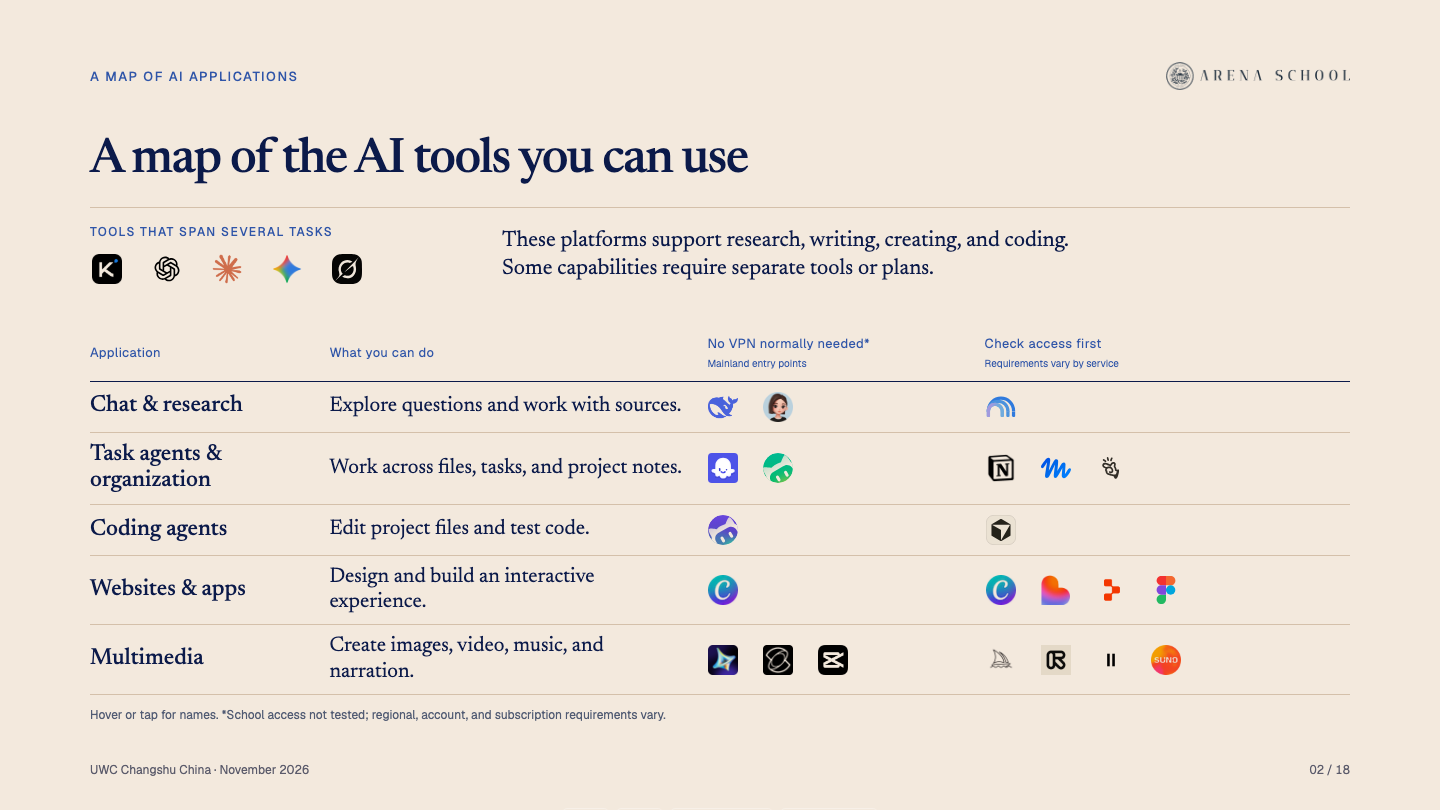 A MAP OF AI APPLICATIONS
ARENA SCHOOL
A map of the AI tools you can use
TOOLS THAT SPAN SEVERAL TASKS
These platforms support research, writing, creating, and coding.
Some capabilities require separate tools or plans.
Application
What you can do
No VPN normally needed*
Mainland entry points
Check access first
Requirements vary by service
Chat & research
Explore questions and work with sources.
Task agents &
organization
Work across files, tasks, and project notes.
Coding agents
Edit project files and test code.
Websites & apps
Design and build an interactive
experience.
Multimedia
Create images, video, music, and
narration.
SUNO
Hover or tap for names. *School access not tested; regional, account, and subscription requirements vary.
UWC Changshu China · November 2026
02 / 18